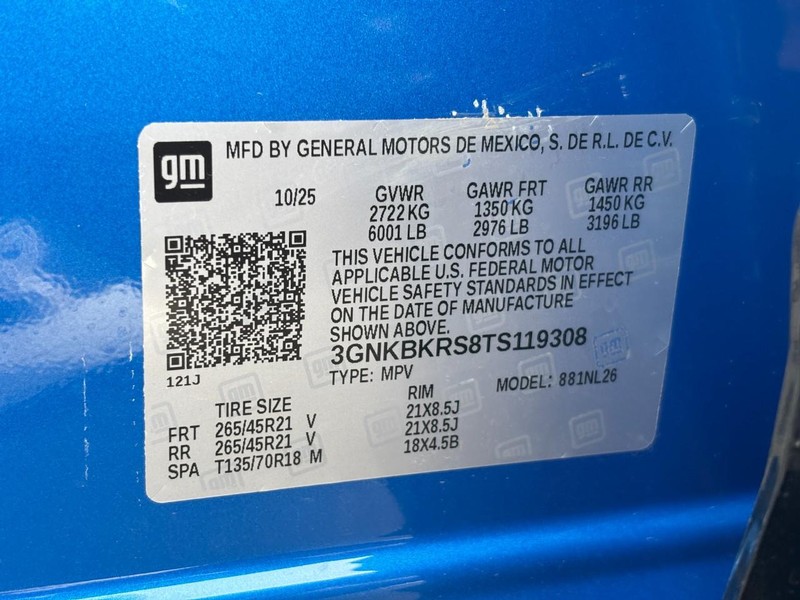 gm
MFD BY GENERAL MOTORS DE MEXICO, S. DE R.L. DE C.V.
10/25 GVWR GAWR FRT GAWR RR
2722 KG 1350 KG 1450 KG
6001 LB 2976 LB 3196 LB
THIS VEHICLE CONFORMS TO ALL
APPLICABLE U.S. FEDERAL MOTOR
VEHICLE SAFETY STANDARDS IN EFFECT
ON THE DATE OF MANUFACTURE
SHOWN ABOVE.
3GNKBKRS8TS119308
121J
TYPE: MPV MODEL: 881NL26
TIRE SIZE RIM
FRT 265/45R21 V 21X8.5J
RR 265/45R21 V 21X8.5J
SPA T135/70R18 M 18X4.5B